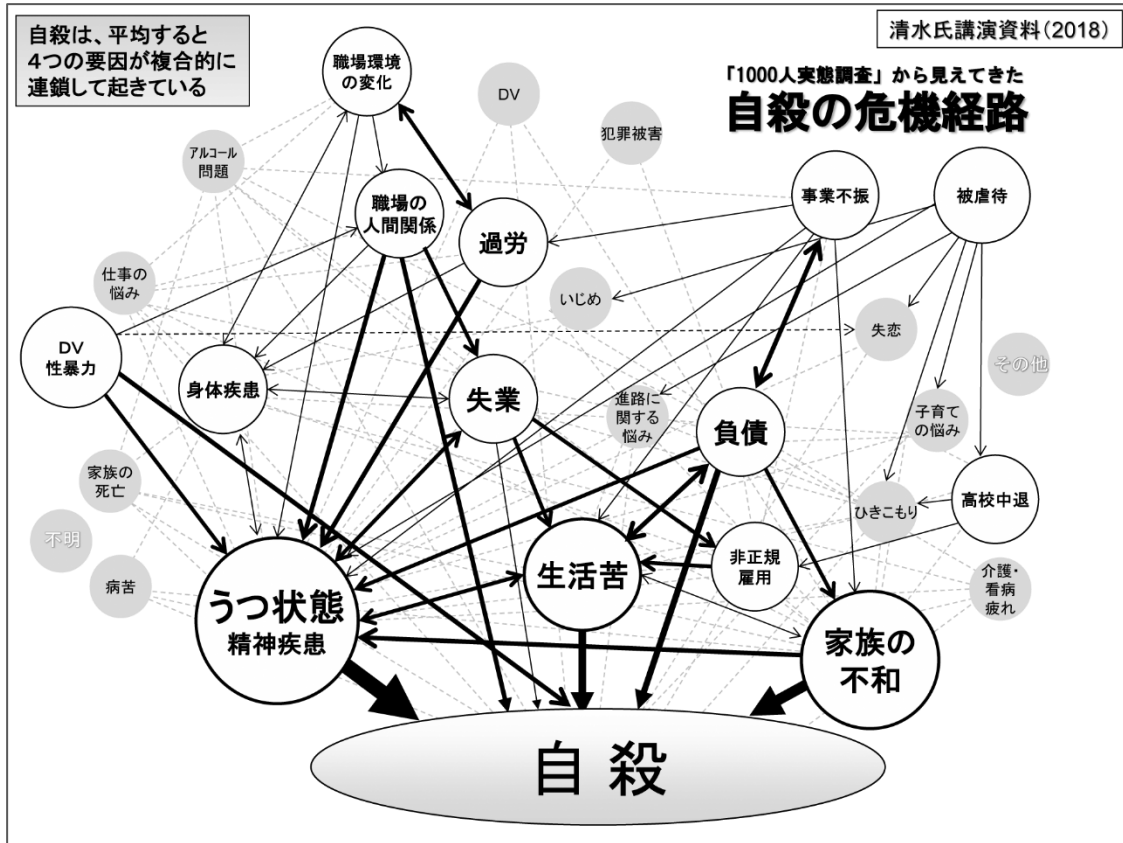 自殺は、平均すると
4つの要因が複合的に
連鎖して起きている
清水氏講演資料(2018)
「1000人実態調査」から見えてきた
自殺の危機経路
職場環境
の変化
DV
犯罪被害
アルコール
問題
職場の
人間関係
過労
事業不振
被虐待
仕事の
悩み
いじめ
失恋
DV
性暴力
その他
身体疾患
失業
進路に
関する
悩み
負債
子育て
の悩み
家族の
死亡
高校中退
ひきこもり
不明
病苦
うつ状態
精神疾患
生活苦
非正規
雇用
介護・
看病
疲れ
家族の
不和
自殺